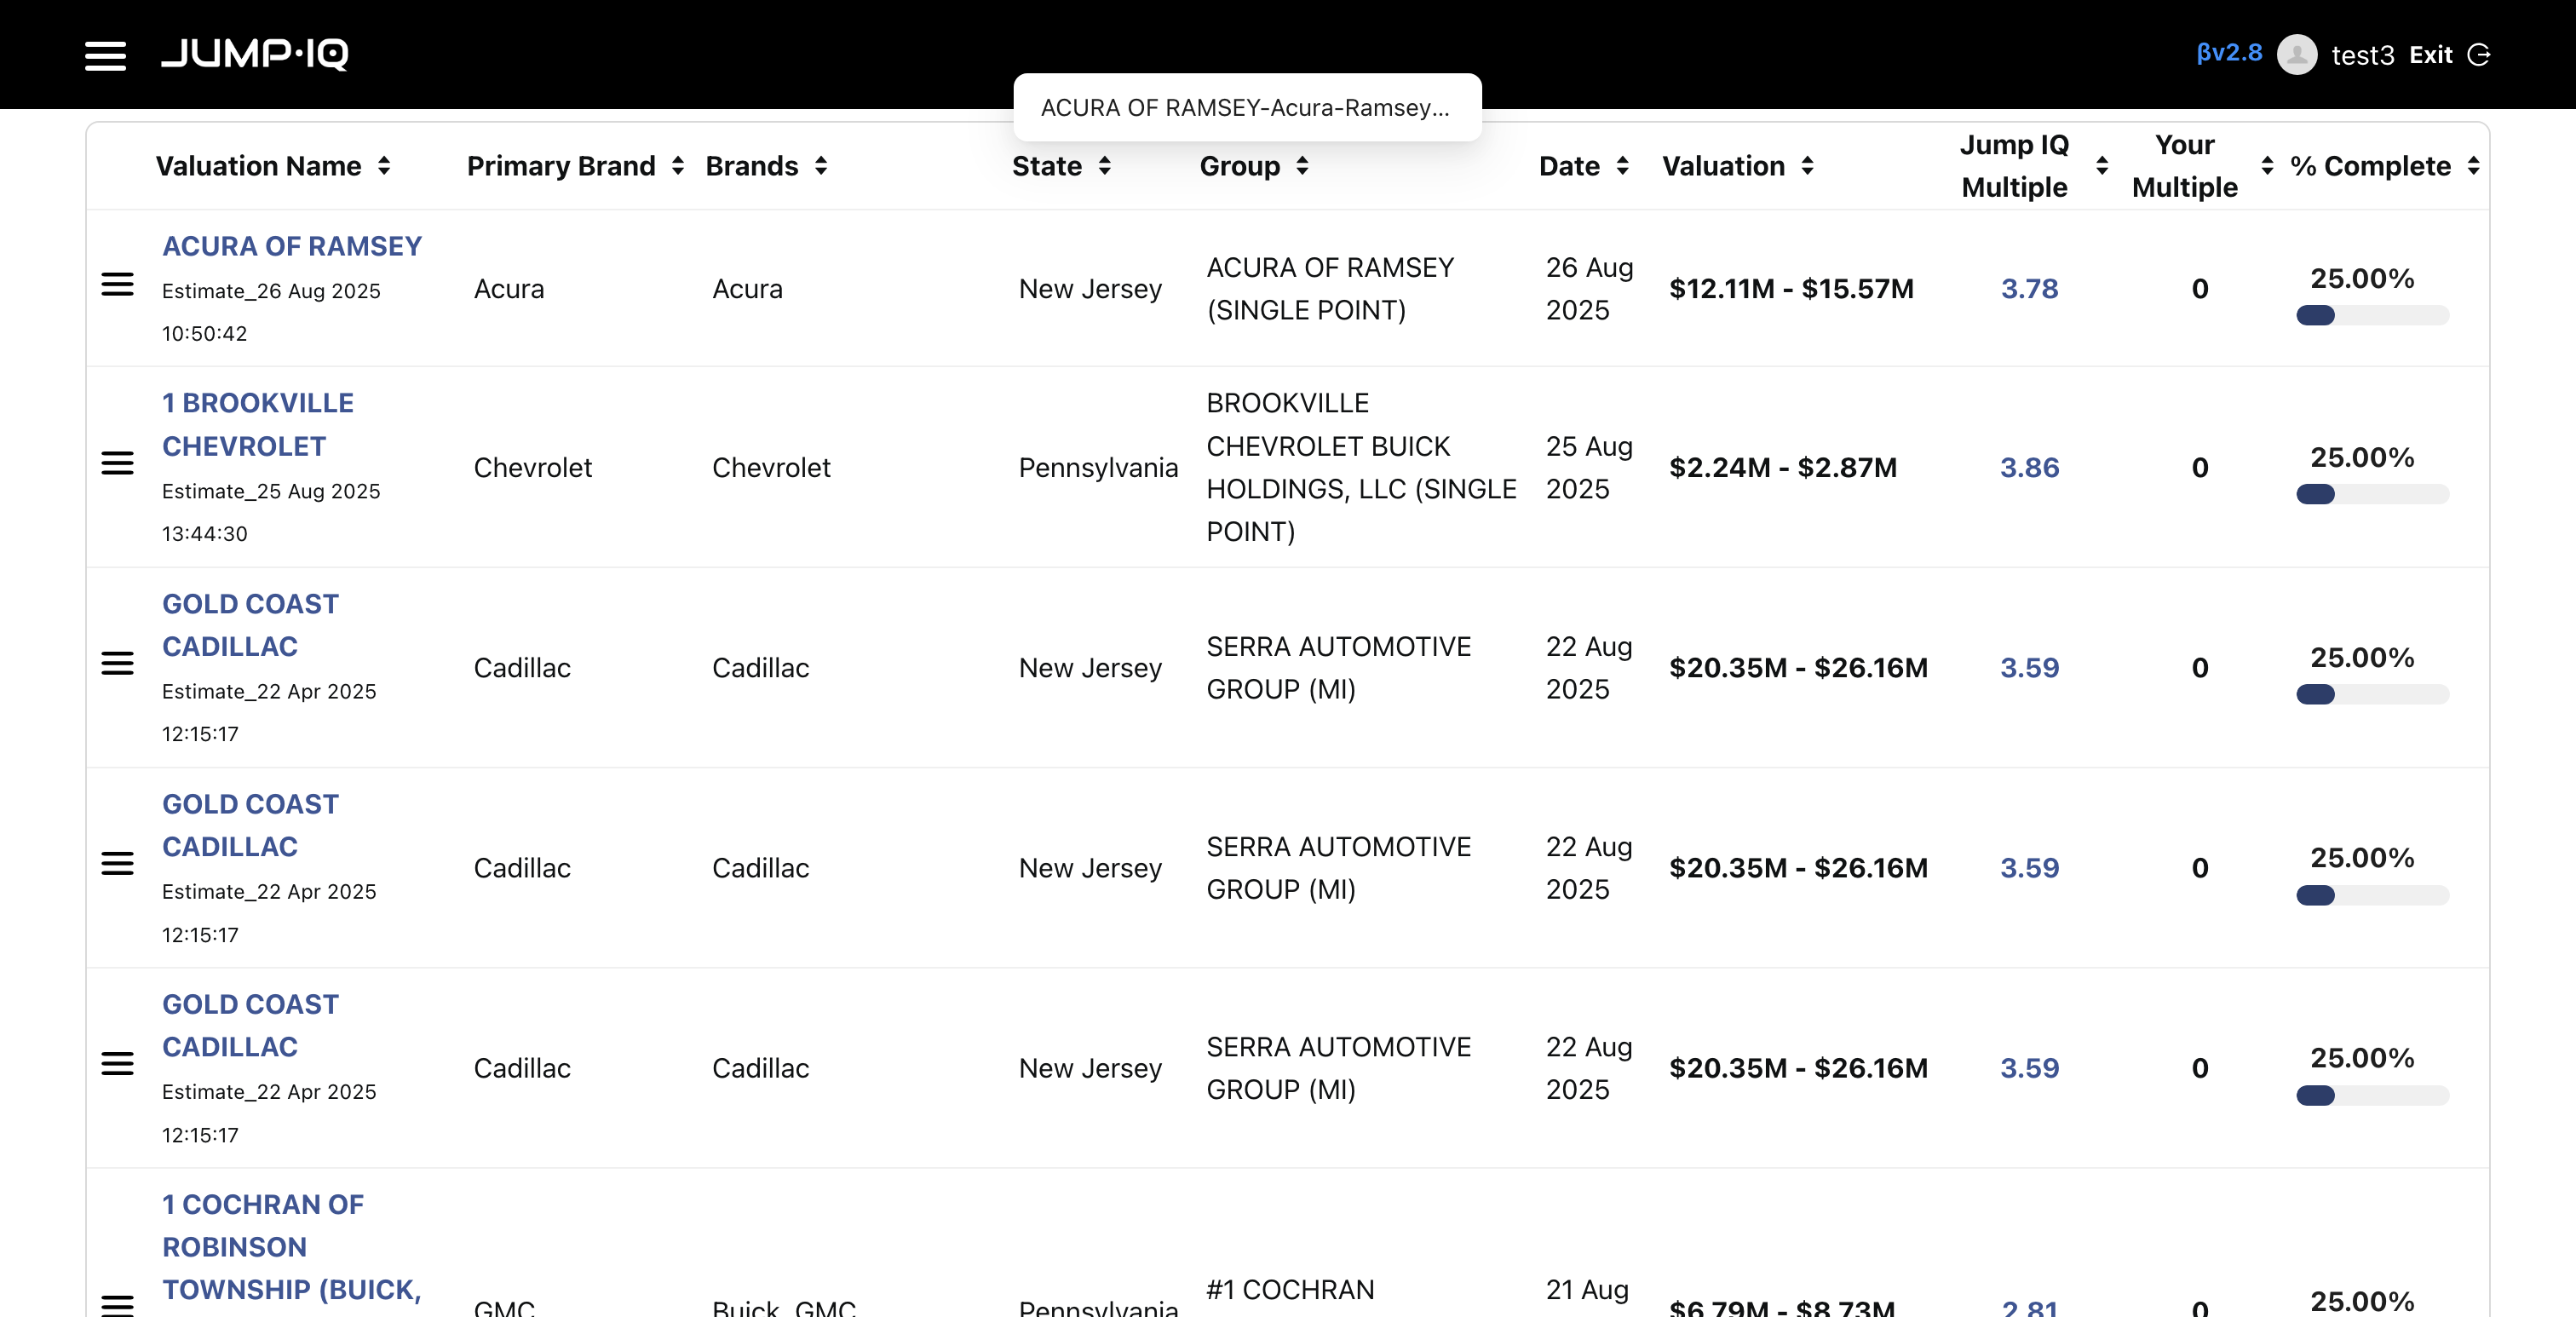 JUMP·IQ
βv2.8 test3 Exit
ACURA OF RAMSEY-Acura-Ramsey...
Valuation Name Primary Brand Brands State Group Date Valuation Jump IQ Multiple Your Multiple % Complete
ACURA OF RAMSEY
Estimate_26 Aug 2025
10:50:42
Acura
Acura
New Jersey
ACURA OF RAMSEY
(SINGLE POINT)
26 Aug
2025
$12.11M - $15.57M
3.78
0
25.00%
1 BROOKVILLE
CHEVROLET
Estimate_25 Aug 2025
13:44:30
Chevrolet
Chevrolet
Pennsylvania
BROOKVILLE
CHEVROLET BUICK
HOLDINGS, LLC (SINGLE
POINT)
25 Aug
2025
$2.24M - $2.87M
3.86
0
25.00%
GOLD COAST
CADILLAC
Estimate_22 Apr 2025
12:15:17
Cadillac
Cadillac
New Jersey
SERRA AUTOMOTIVE
GROUP (MI)
22 Aug
2025
$20.35M - $26.16M
3.59
0
25.00%
GOLD COAST
CADILLAC
Estimate_22 Apr 2025
12:15:17
Cadillac
Cadillac
New Jersey
SERRA AUTOMOTIVE
GROUP (MI)
22 Aug
2025
$20.35M - $26.16M
3.59
0
25.00%
GOLD COAST
CADILLAC
Estimate_22 Apr 2025
12:15:17
Cadillac
Cadillac
New Jersey
SERRA AUTOMOTIVE
GROUP (MI)
22 Aug
2025
$20.35M - $26.16M
3.59
0
25.00%
1 COCHRAN OF
ROBINSON
TOWNSHIP (BUICK,
GMC
Buick, GMC
Pennsylvania
#1 COCHRAN
21 Aug
$6.79M - $8.73M
2.81
0
25.00%